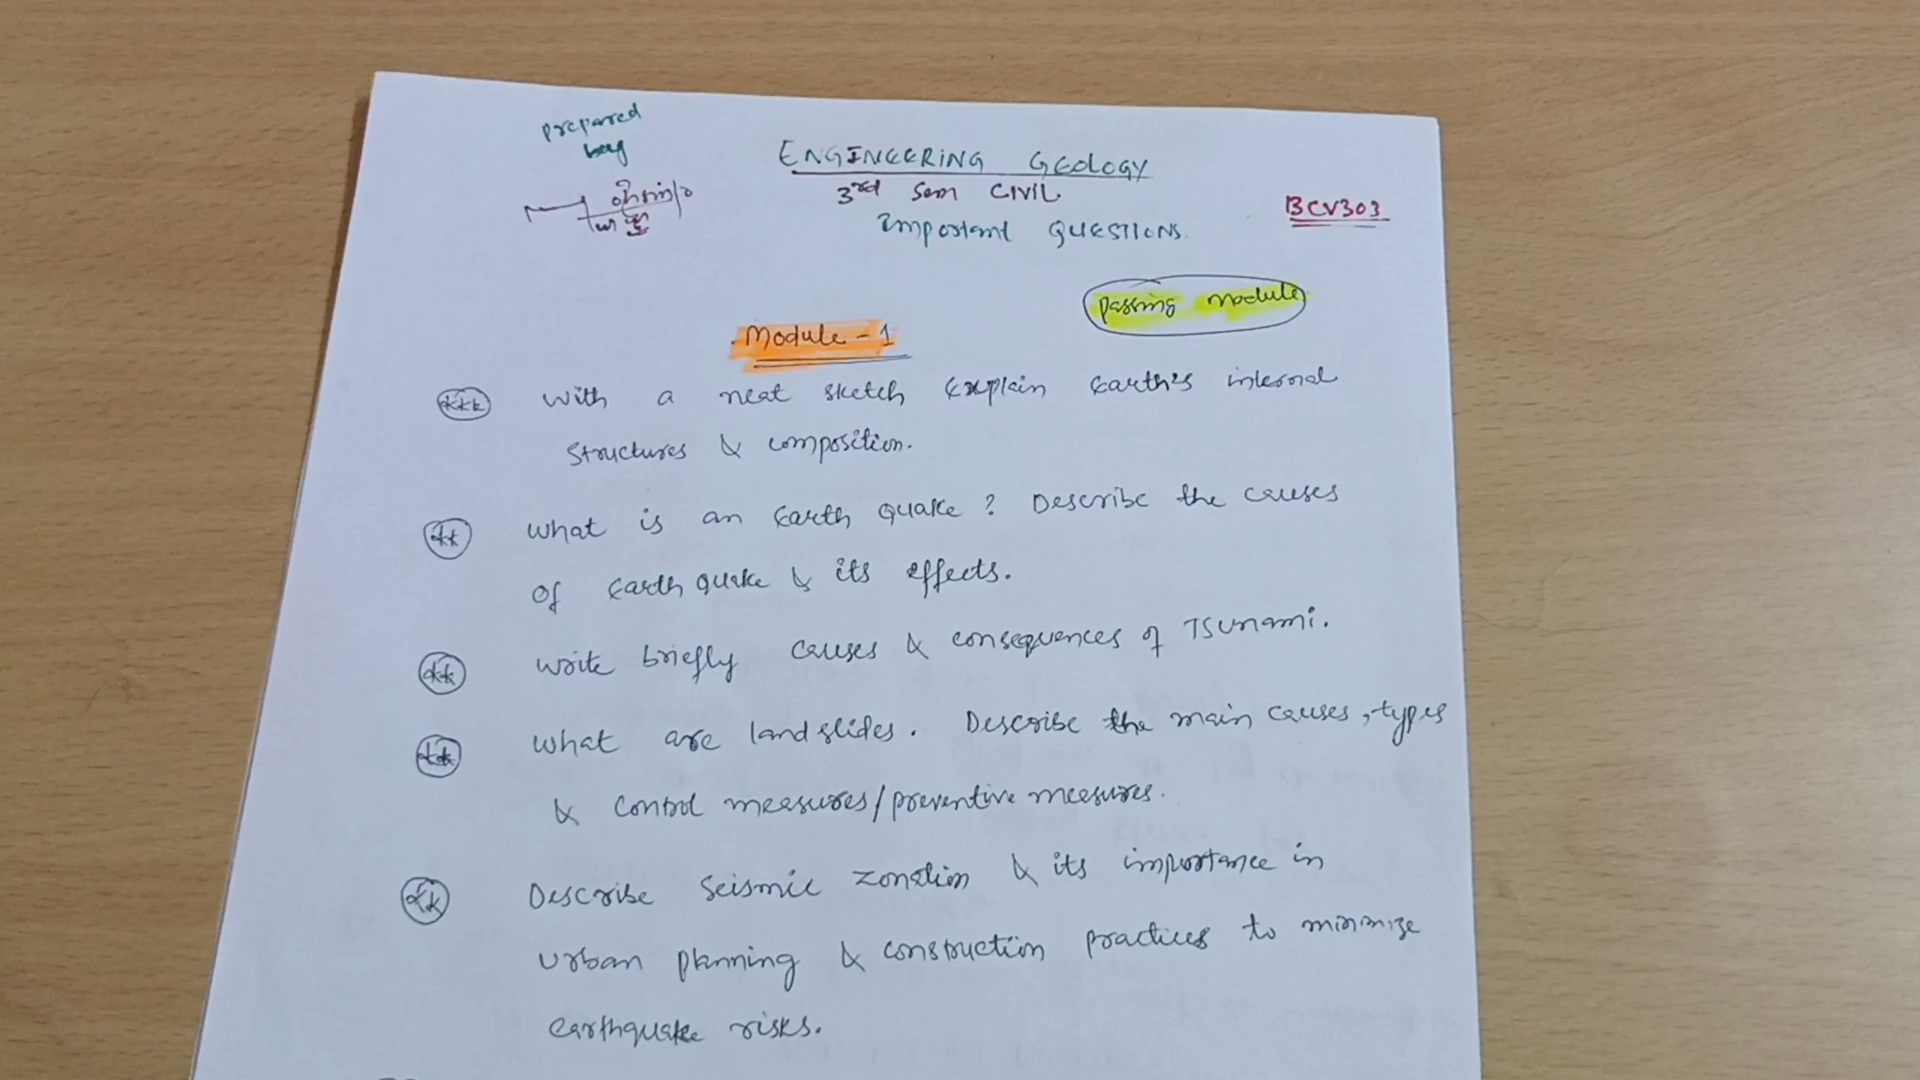 prepared
by
ENGINEERING GEOLOGY
3rd Sem CIVIL
BCV303
Important QUESTIONS.
Passing module
Module - 1
*** With a neat sketch Explain Earth's internal
structures & composition.
** What is an Earth Quake? Describe the causes
of Earth quake & its effects.
** write briefly causes & consequences of Tsunami.
** what are landslides. Describe the main causes, types
& control measures/preventive measures.
** Describe seismic zonation & its importance in
urban planning & construction practices to minimize
earthquake risks.